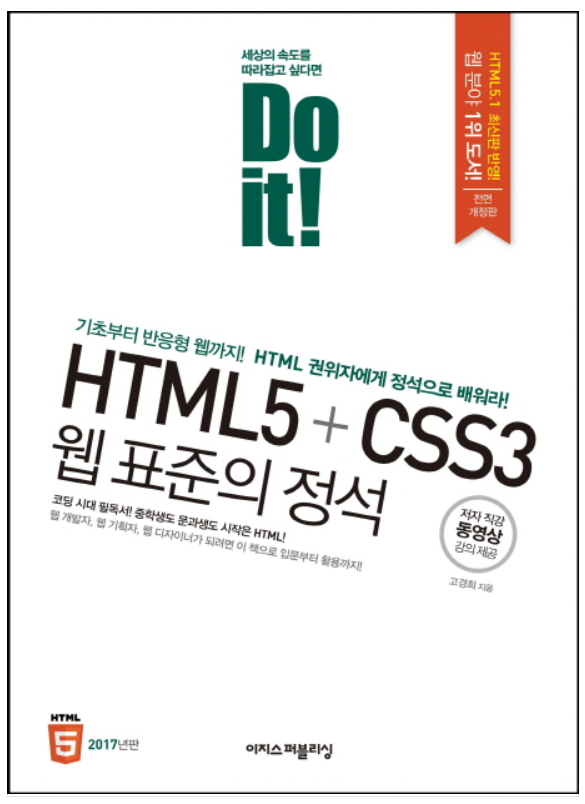 세상의 속도를
따라잡고 싶다면
Do
it!
HTML5.1 최신판 반영!
웹 분야 1위 도서!
전면
개정판
기초부터 반응형 웹까지! HTML 권위자에게 정석으로 배워라!
HTML5 + CSS3
웹 표준의 정석
코딩 시대 필독서! 중학생도 문과생도 시작은 HTML!
웹 개발자, 웹 기획자, 웹 디자이너가 되려면 이 책으로 입문부터 활용까지!
저자 직강
동영상
강의 제공
고경희 지음
HTML
5
2017년판
이지스퍼블리싱